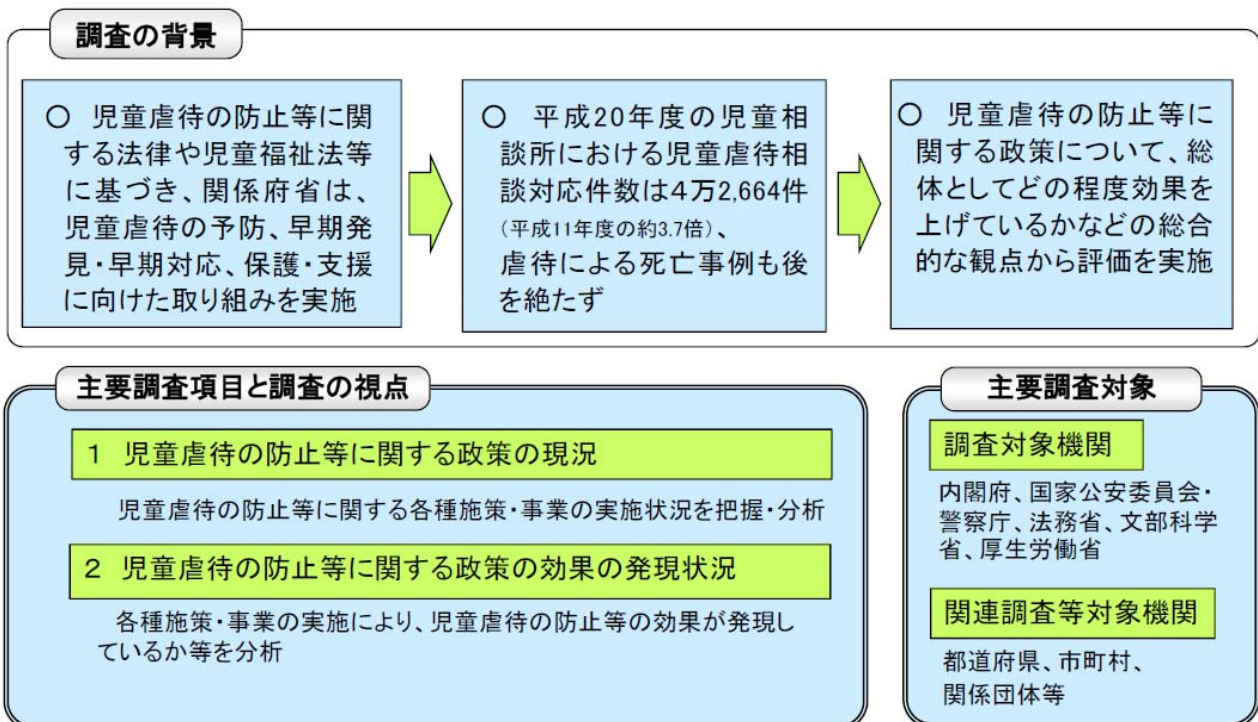 調査の背景
○ 児童虐待の防止等に関
する法律や児童福祉法等
に基づき、関係府省は、
児童虐待の予防、早期発
見・早期対応、保護・支援
に向けた取り組みを実施
○ 平成20年度の児童相
談所における児童虐待相
談対応件数は4万2,664件
(平成11年度の約3.7倍)、
虐待による死亡事例も後
を絶たず
○ 児童虐待の防止等に
関する政策について、総
体としてどの程度効果を
上げているかなどの総合
的な観点から評価を実施
主要調査項目と調査の視点
1 児童虐待の防止等に関する政策の現況
児童虐待の防止等に関する各種施策・事業の実施状況を把握・分析
2 児童虐待の防止等に関する政策の効果の発現状況
各種施策・事業の実施により、児童虐待の防止等の効果が発現し
ているか等を分析
主要調査対象
調査対象機関
内閣府、国家公安委員会・
警察庁、法務省、文部科学
省、厚生労働省
関連調査等対象機関
都道府県、市町村、
関係団体等